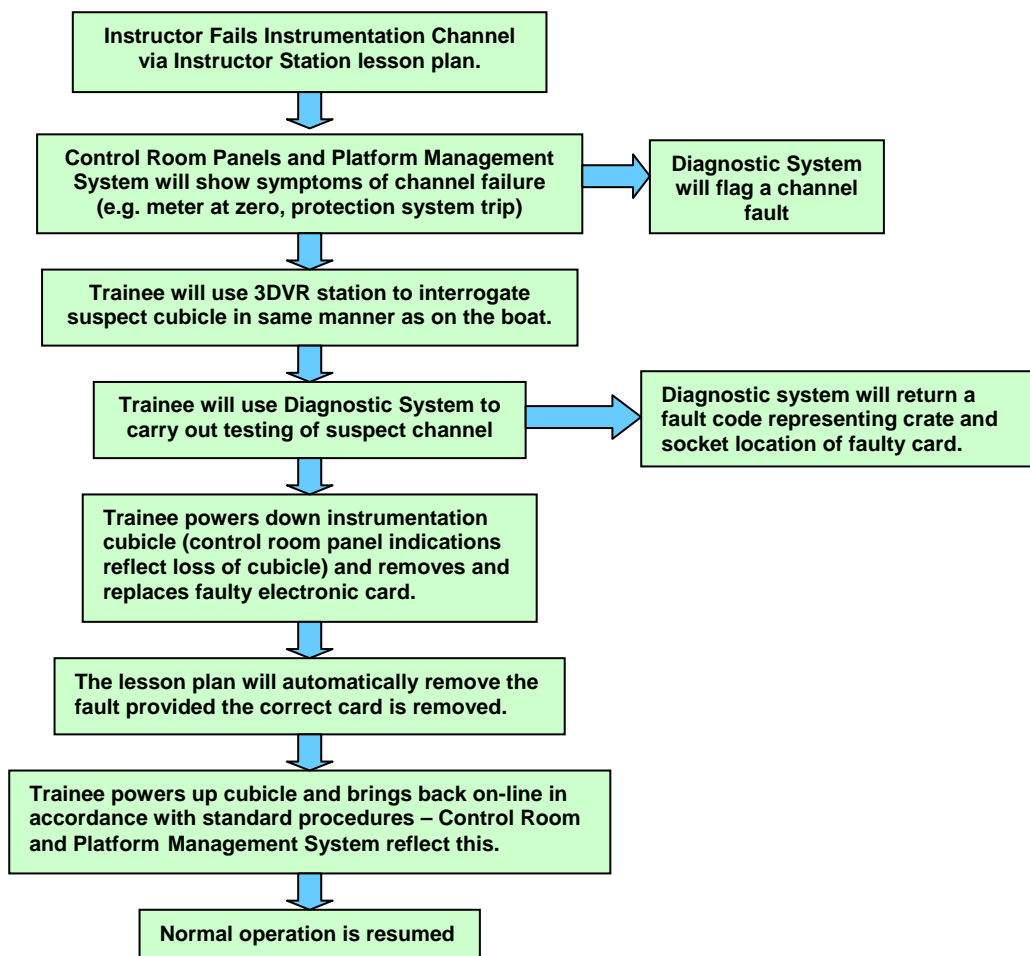 Instructor Fails Instrumentation Channel
via Instructor Station lesson plan.
Control Room Panels and Platform Management
System will show symptoms of channel failure
(e.g. meter at zero, protection system trip)
Diagnostic System
will flag a channel
fault
Trainee will use 3DVR station to interrogate
suspect cubicle in same manner as on the boat.
Trainee will use Diagnostic System to
carry out testing of suspect channel
Diagnostic system will return a
fault code representing crate and
socket location of faulty card.
Trainee powers down instrumentation
cubicle (control room panel indications
reflect loss of cubicle) and removes and
replaces faulty electronic card.
The lesson plan will automatically remove the
fault provided the correct card is removed.
Trainee powers up cubicle and brings back on-line in
accordance with standard procedures – Control Room
and Platform Management System reflect this.
Normal operation is resumed